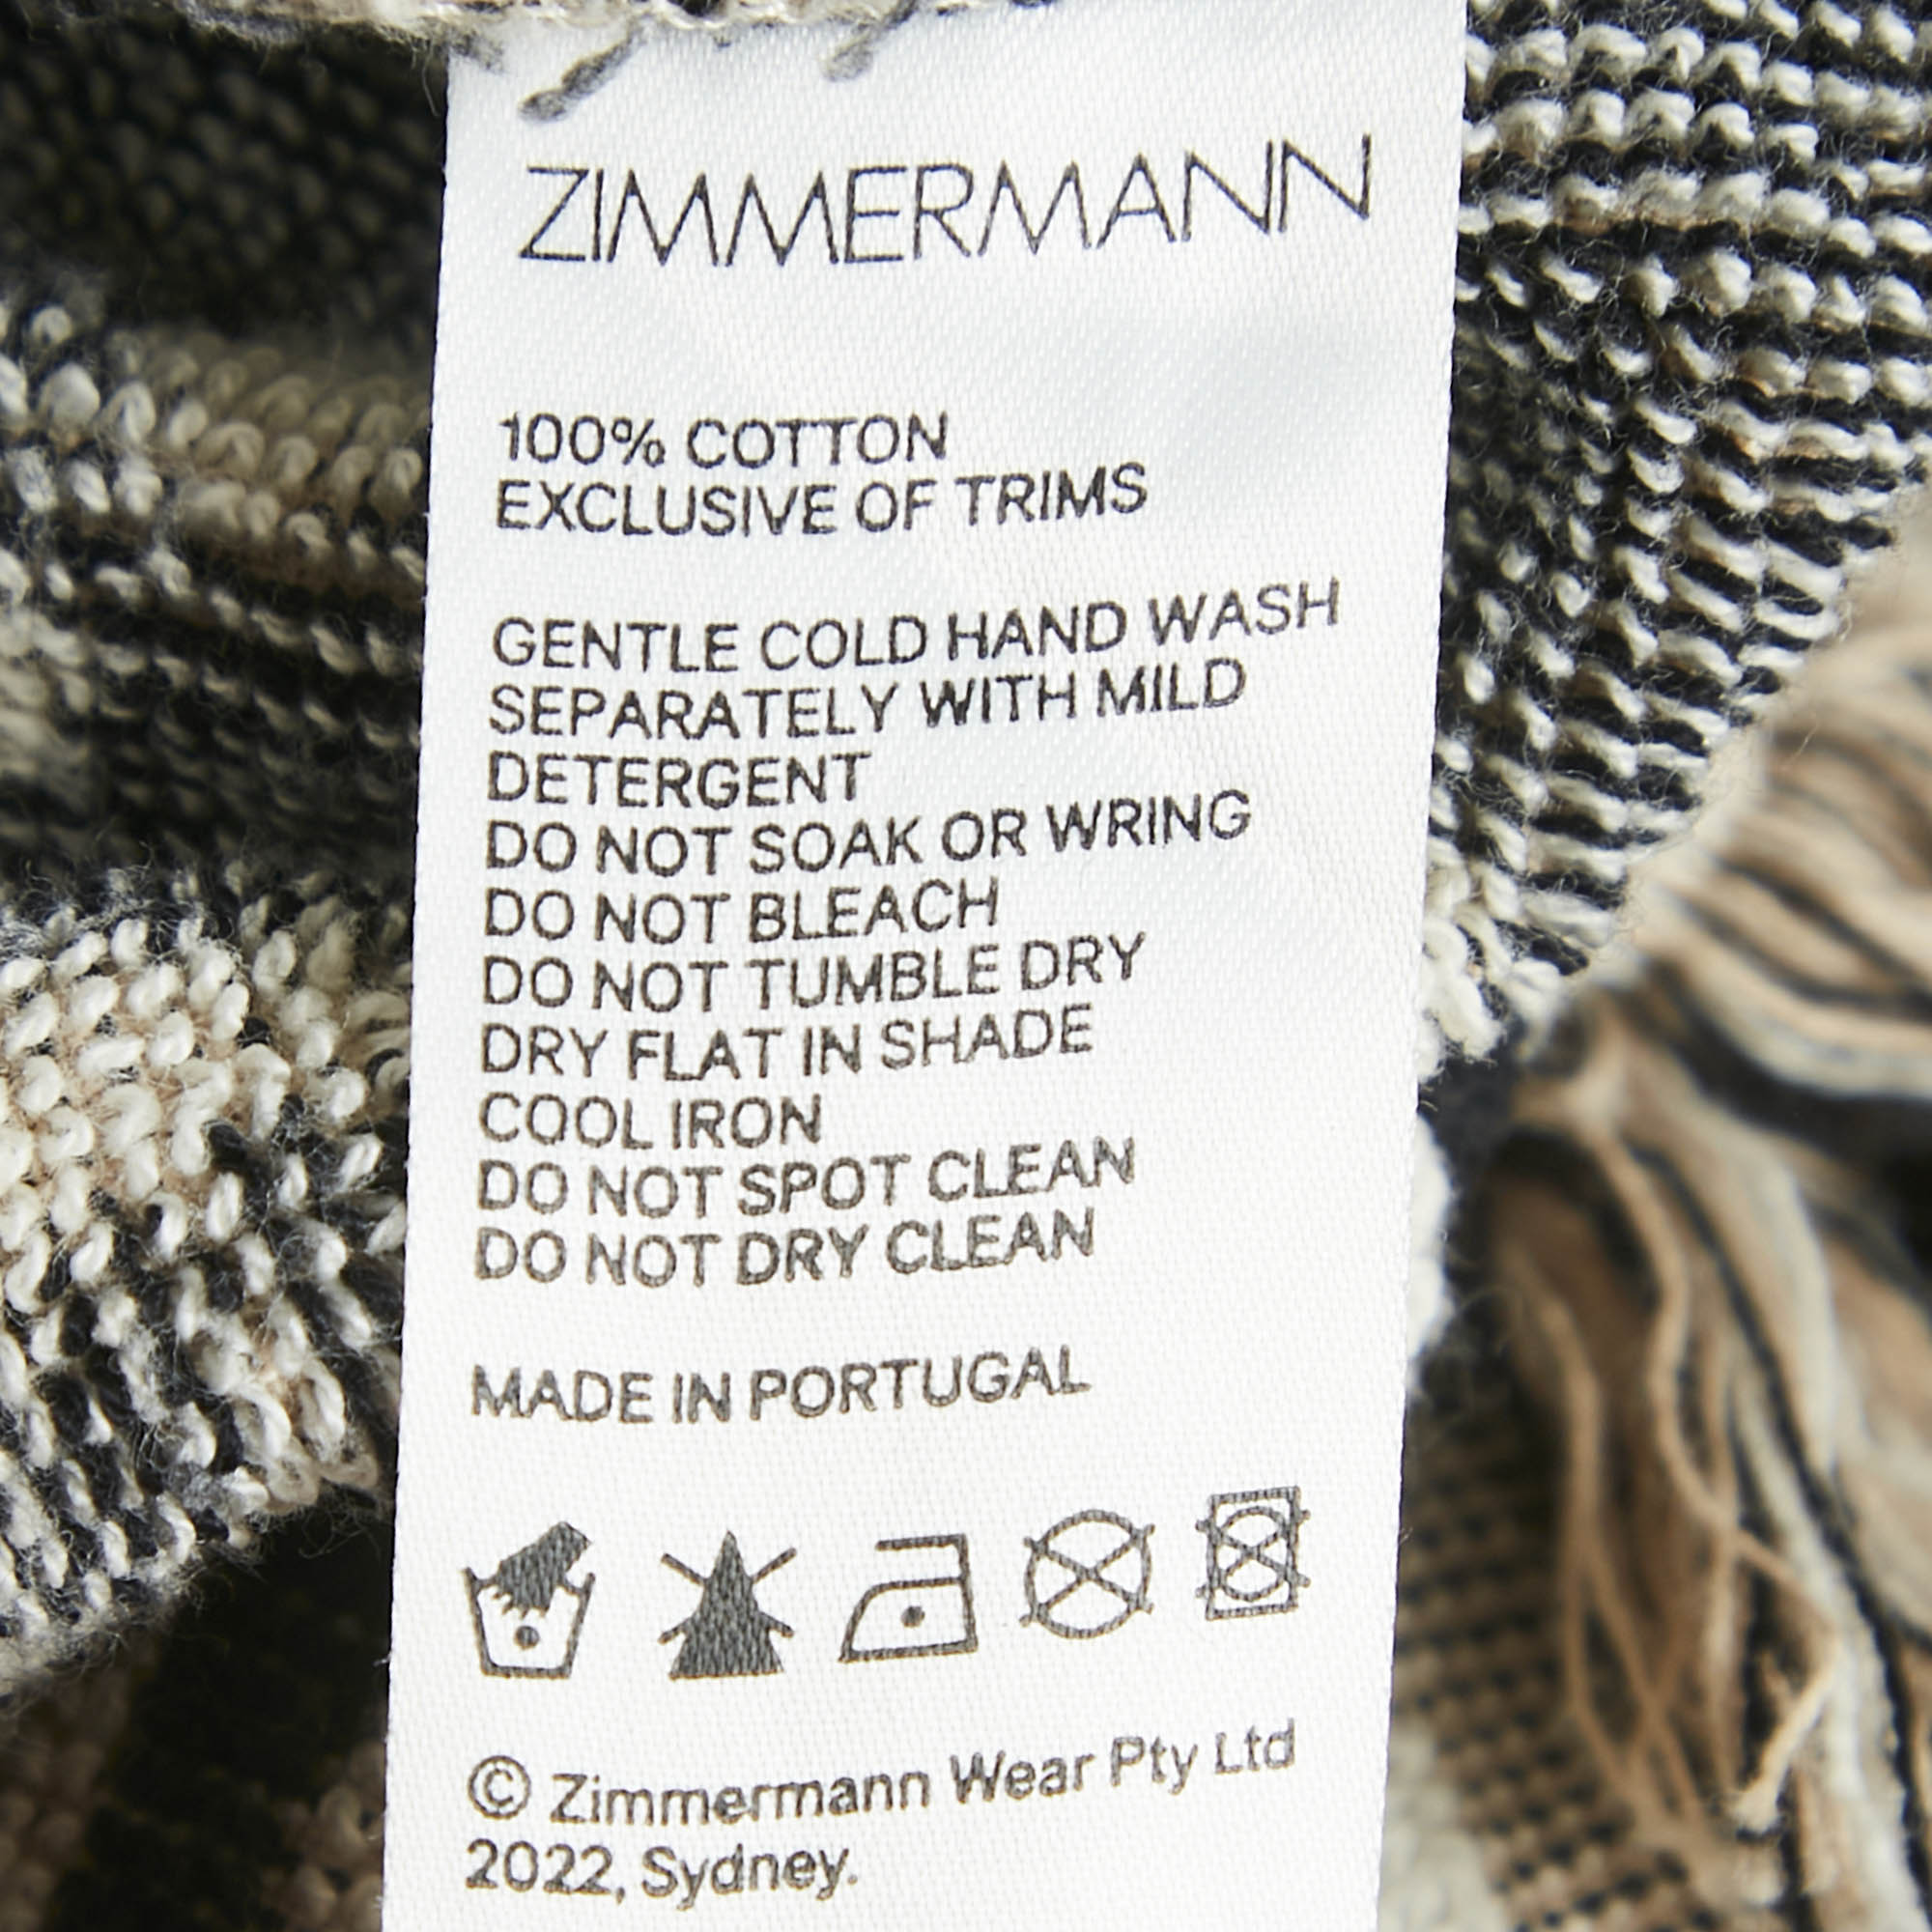 ZIMMERMANN
100% COTTON
EXCLUSIVE OF TRIMS
GENTLE COLD HAND WASH
SEPARATELY WITH MILD
DETERGENT
DO NOT SOAK OR WRING
DO NOT BLEACH
DO NOT TUMBLE DRY
DRY FLAT IN SHADE
COOL IRON
DO NOT SPOT CLEAN
DO NOT DRY CLEAN
MADE IN PORTUGAL
© Zimmermann Wear Pty Ltd
2022, Sydney.